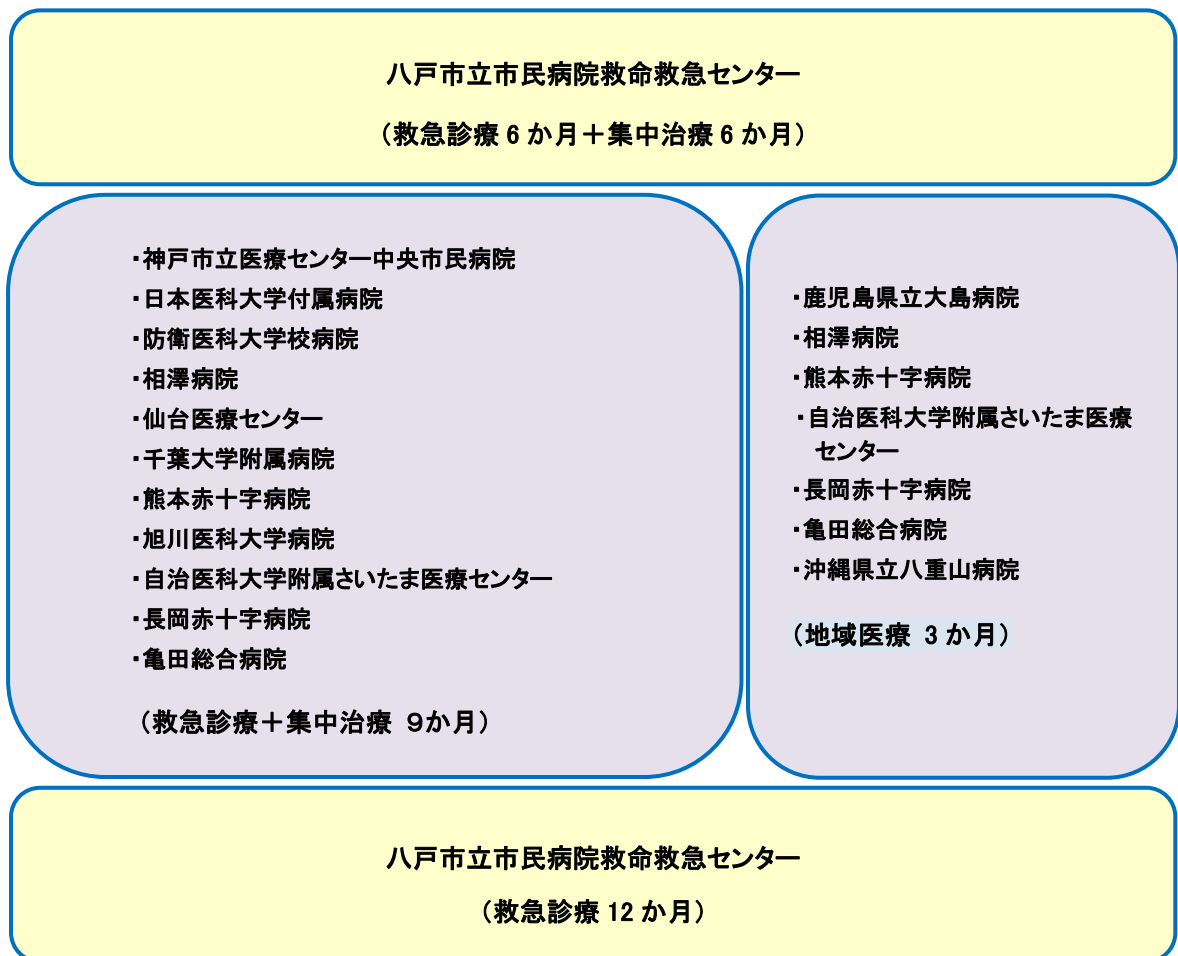 八戸市立市民病院救命救急センター
（救急診療 6 か月＋集中治療 6 か月）
・神戸市立医療センター中央市民病院
・日本医科大学付属病院
・防衛医科大学校病院
・相澤病院
・仙台医療センター
・千葉大学附属病院
・熊本赤十字病院
・旭川医科大学病院
・自治医科大学附属さいたま医療センター
・長岡赤十字病院
・亀田総合病院
（救急診療＋集中治療 ９か月）
・鹿児島県立大島病院
・相澤病院
・熊本赤十字病院
・自治医科大学附属さいたま医療
センター
・長岡赤十字病院
・亀田総合病院
・沖縄県立八重山病院
（地域医療 3 か月）
八戸市立市民病院救命救急センター
（救急診療 12 か月）